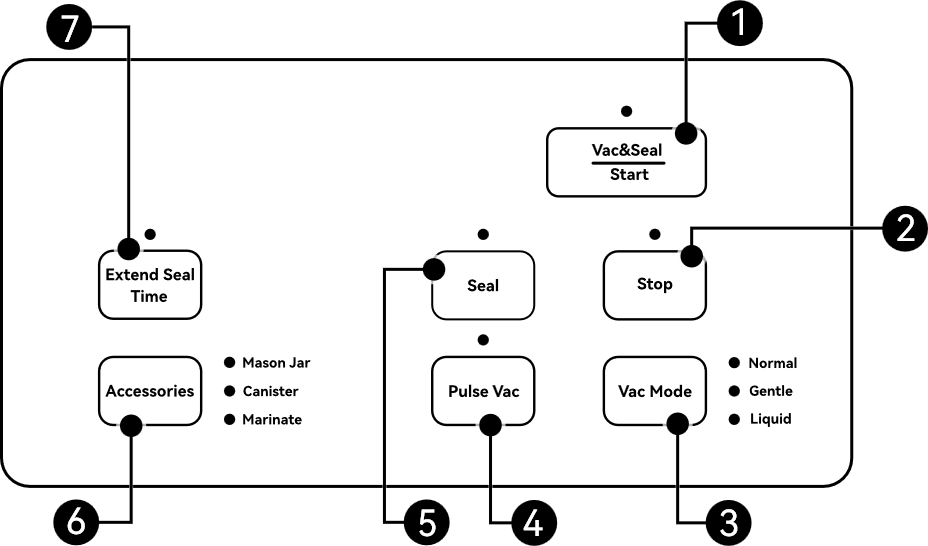 7
1
Vac&Seal
Start
2
Extend Seal
Time
Seal
Stop
Accessories
Mason Jar
Canister
Marinate
Pulse Vac
Vac Mode
Normal
Gentle
Liquid
6
5
4
3